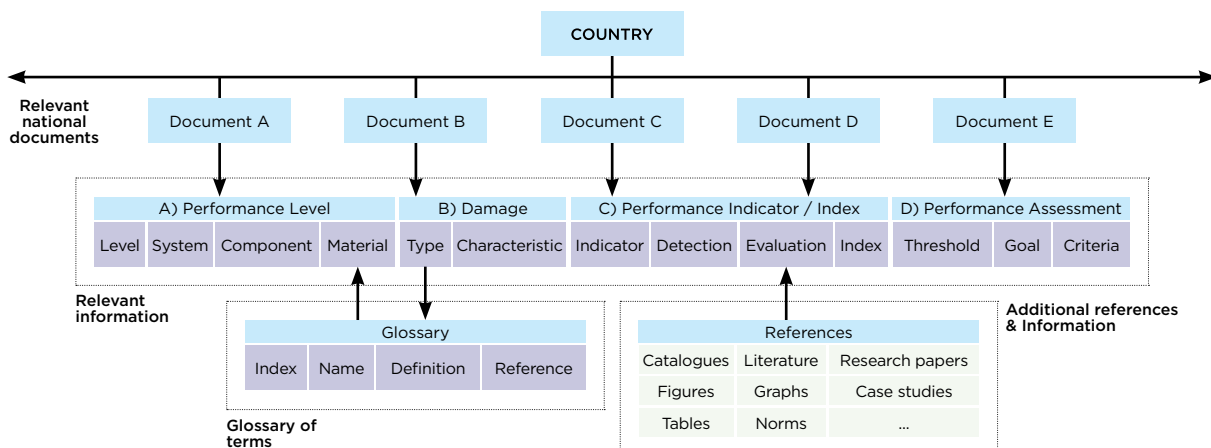 COUNTRY
Relevant
national
documents
Document A
Document B
Document C
Document D
Document E
A) Performance Level
B) Damage
C) Performance Indicator / Index
D) Performance Assessment
Level
System
Component
Material
Type
Characteristic
Indicator
Detection
Evaluation
Index
Threshold
Goal
Criteria
Relevant
information
Additional references
& Information
Glossary
Index
Name
Definition
Reference
Glossary of
terms
References
Catalogues
Literature
Research papers
Figures
Graphs
Case studies
Tables
Norms
...